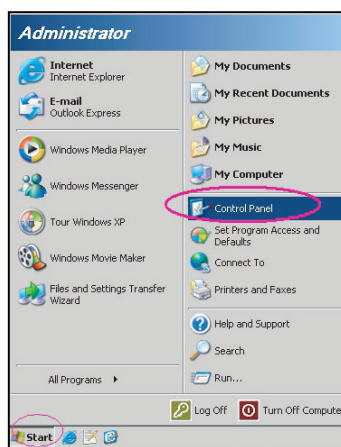 Administrator
Internet
Internet Explorer
E-mail
Outlook Express
Windows Media Player
Windows Messenger
Tour Windows XP
Windows Movie Maker
Files and Settings Transfer
Wizard
All Programs
My Documents
My Recent Documents
My Pictures
My Music
My Computer
Control Panel
Set Program Access and
Defaults
Connect To
Printers and Faxes
Help and Support
Search
Run...
Log Off
Turn Off Compute
Start